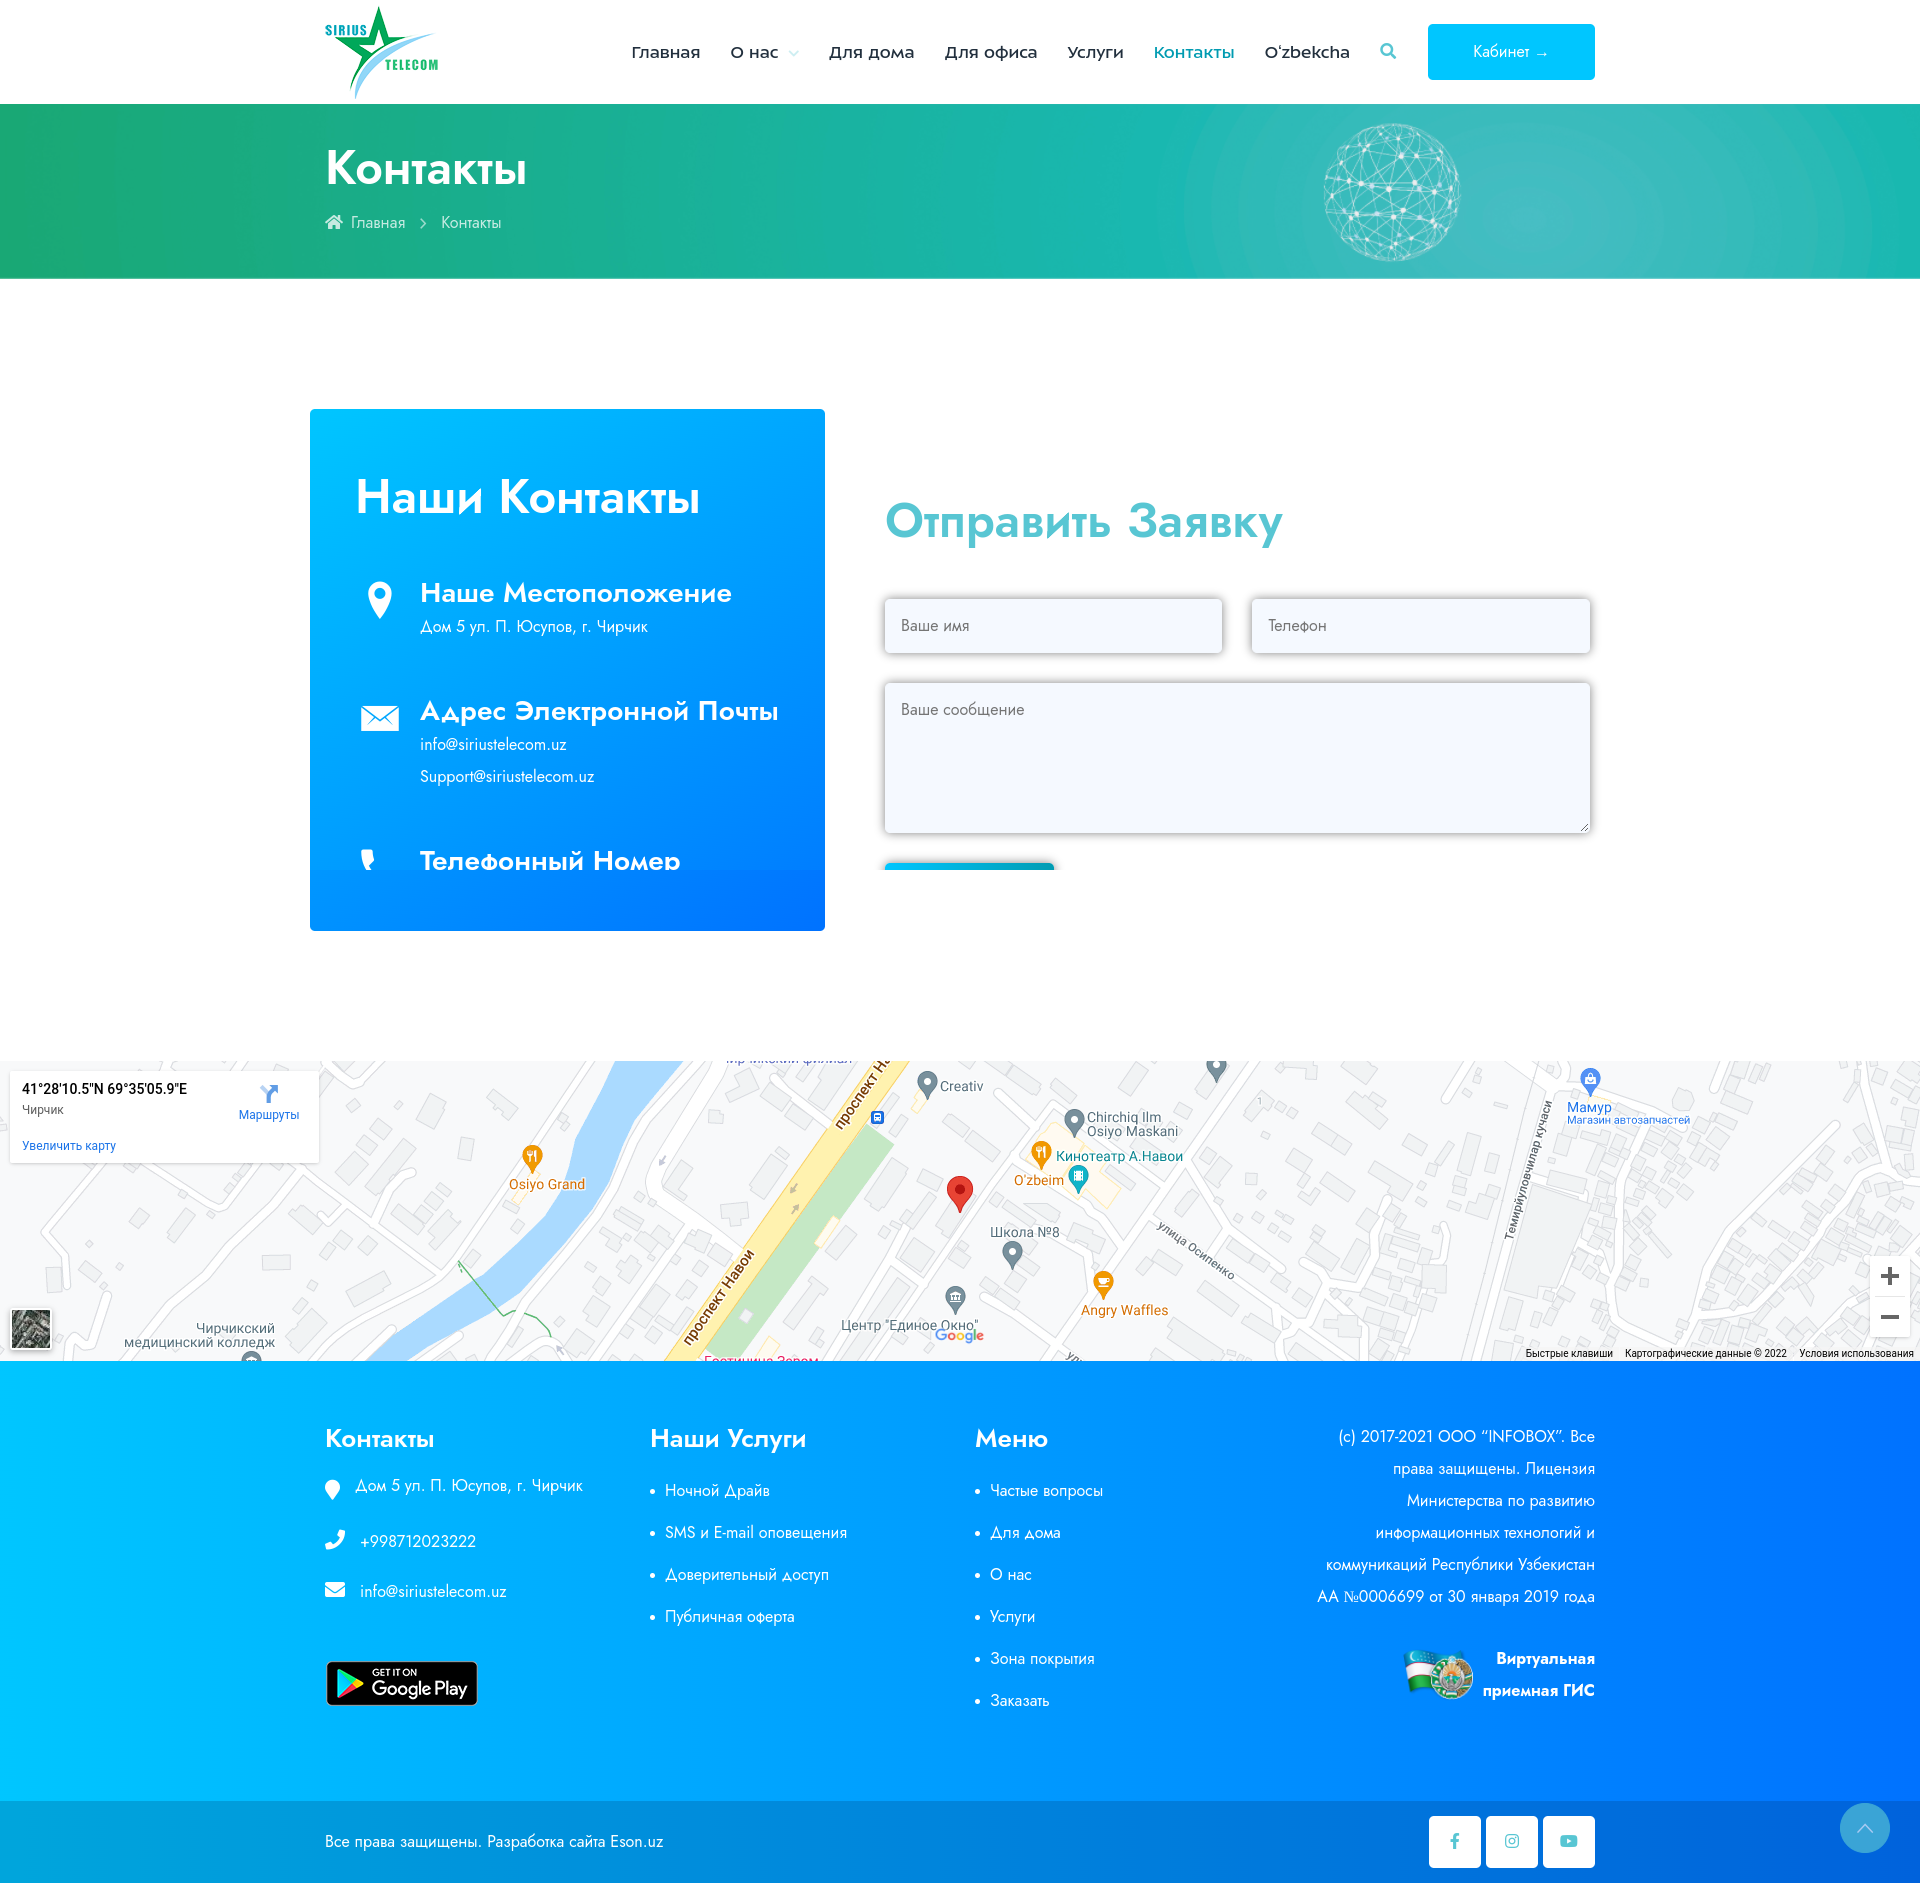 SIRIUS
TELECOM
Главная
О нас
Для дома
Для офиса
Услуги
Контакты
O‘zbekcha
Кабинет →
Контакты
Главная
Контакты
Наши Контакты
Наше Местоположение
Дом 5 ул. П. Юсупов, г. Чирчик
Адрес Электронной Почты
info@siriustelecom.uz
Support@siriustelecom.uz
Телефонный Номер
Отправить Заявку
Ваше имя
Телефон
Ваше сообщение
41°28'10.5"N 69°35'05.9"E
Чирчик
Маршруты
Увеличить карту
Osiyo Grand
Чирчикский
медицинский колледж
проспект Навои
Creativ
Chirchiq Ilm
Osiyo Maskani
Кинотеатр А.Навои
O'zbeim
Школа №8
улица Осипенко
Angry Waffles
Центр "Единое Окно"
Google
Мамур
Магазин автозапчастей
Темирйуловчилар кучаси
Быстрые клавиши
Картографические данные © 2022
Условия использования
Контакты
Дом 5 ул. П. Юсупов, г. Чирчик
+998712023222
info@siriustelecom.uz
GET IT ON
Google Play
Наши Услуги
Ночной Драйв
SMS и E-mail оповещения
Доверительный доступ
Публичная оферта
Меню
Частые вопросы
Для дома
О нас
Услуги
Зона покрытия
Заказать
(c) 2017-2021 ООО “INFOBOX”. Все
права защищены. Лицензия
Министерства по развитию
информационных технологий и
коммуникаций Республики Узбекистан
АА №0006699 от 30 января 2019 года
Виртуальная
приемная ГИС
Все права защищены. Разработка сайта Eson.uz